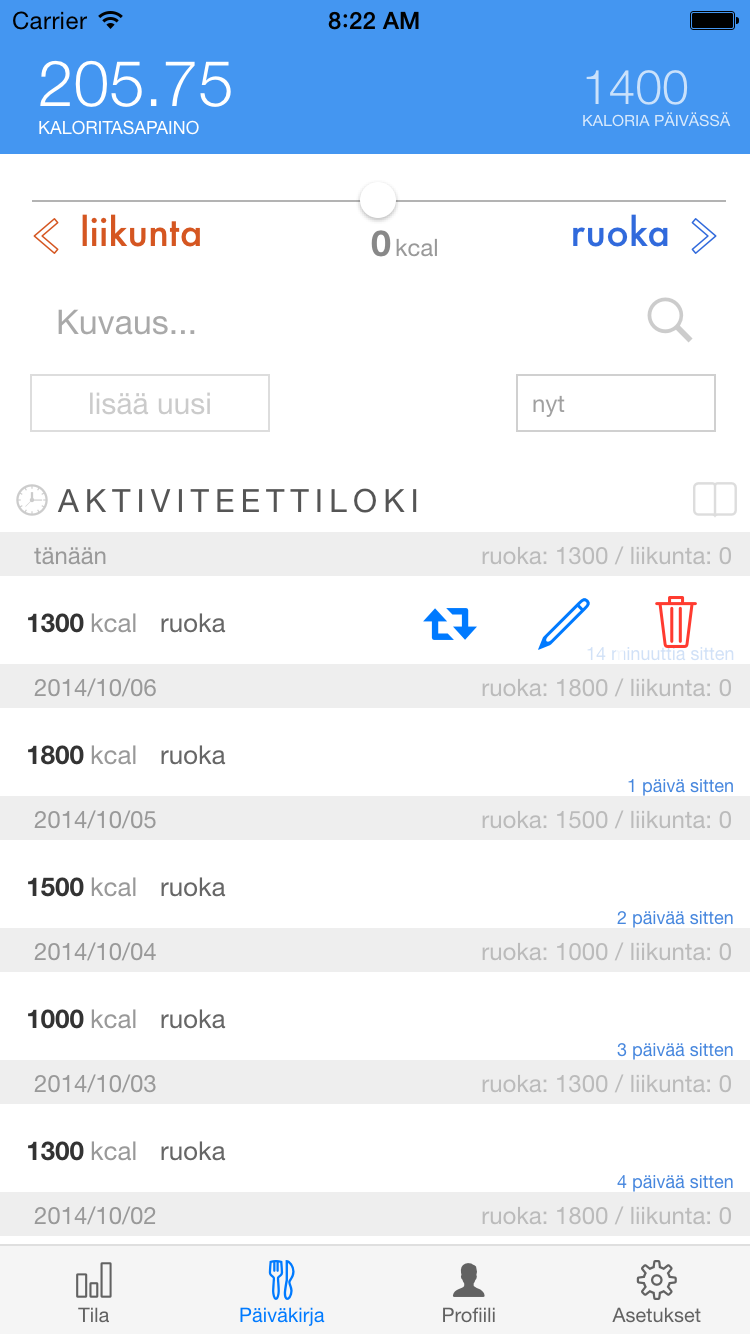 Carrier 8:22 AM
205.75 1400
KALORITASAPAINO KALORIA PÄIVÄSSÄ
liikunta 0 kcal ruoka
Kuvaus...
lisää uusi nyt
AKTIVITEETTILOKI
tänään ruoka: 1300 / liikunta: 0
1300 kcal ruoka
14 minuuttia sitten
2014/10/06 ruoka: 1800 / liikunta: 0
1800 kcal ruoka
1 päivä sitten
2014/10/05 ruoka: 1500 / liikunta: 0
1500 kcal ruoka
2 päivää sitten
2014/10/04 ruoka: 1000 / liikunta: 0
1000 kcal ruoka
3 päivää sitten
2014/10/03 ruoka: 1300 / liikunta: 0
1300 kcal ruoka
4 päivää sitten
2014/10/02 ruoka: 1800 / liikunta: 0
Tila Päiväkirja Profiili Asetukset